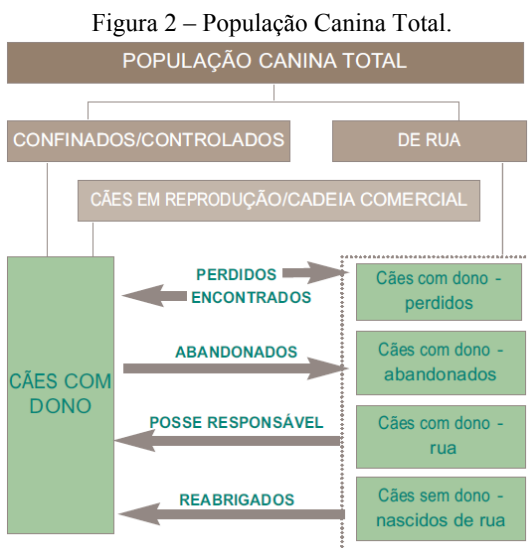 Figura 2 – População Canina Total.
POPULAÇÃO CANINA TOTAL
CONFINADOS/CONTROLADOS
DE RUA
CÃES EM REPRODUÇÃO/CADEIA COMERCIAL
CÃES COM
DONO
PERDIDOS
ENCONTRADOS
Cães com dono -
perdidos
ABANDONADOS
Cães com dono -
abandonados
POSSE RESPONSÁVEL
Cães com dono -
rua
REABRIGADOS
Cães sem dono -
nascidos de rua